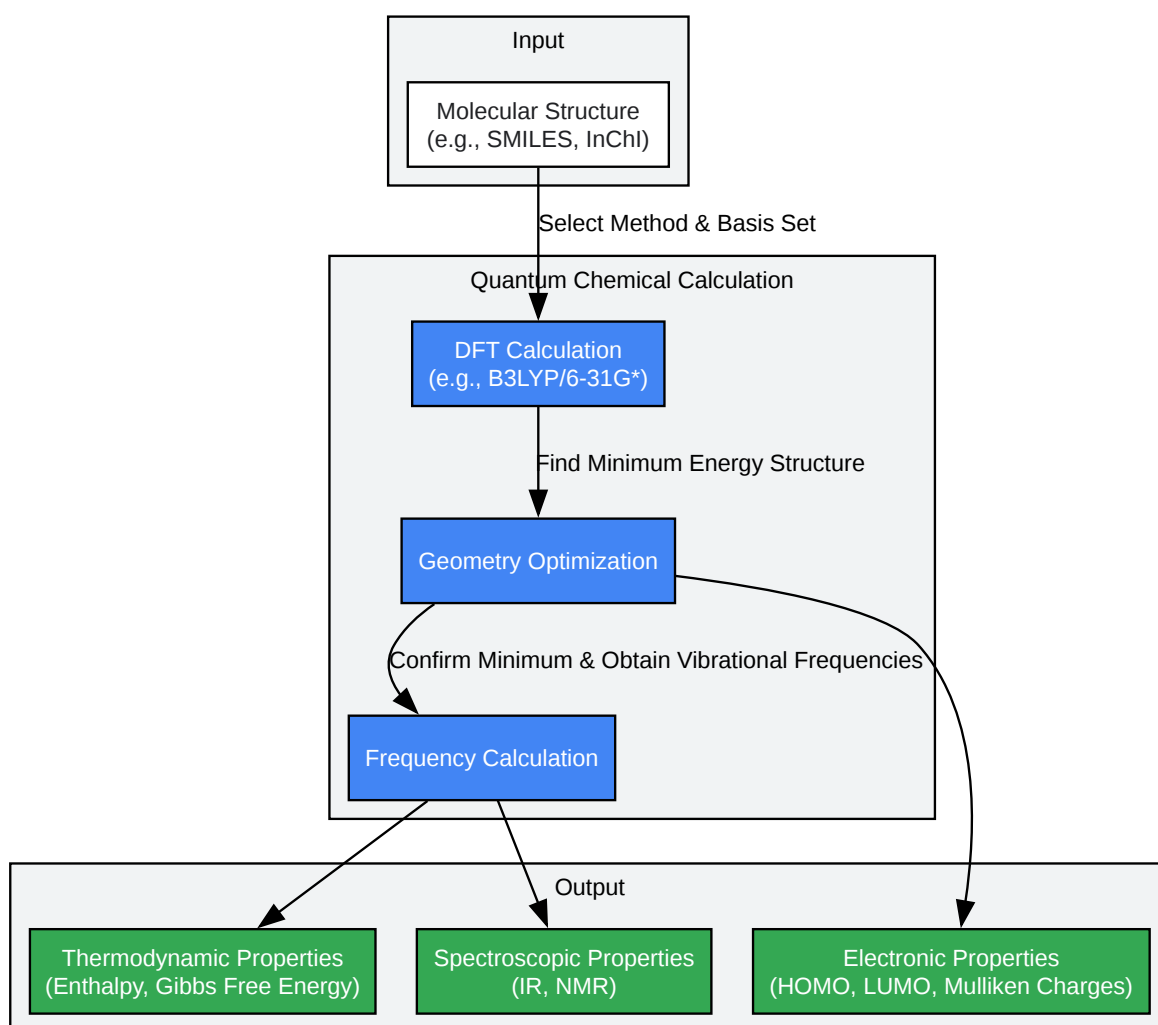 Input
Molecular Structure
(e.g., SMILES, InChI)
Select Method & Basis Set
Quantum Chemical Calculation
DFT Calculation
(e.g., B3LYP/6-31G*)
Find Minimum Energy Structure
Geometry Optimization
Confirm Minimum & Obtain Vibrational Frequencies
Frequency Calculation
Output
Thermodynamic Properties
(Enthalpy, Gibbs Free Energy)
Spectroscopic Properties
(IR, NMR)
Electronic Properties
(HOMO, LUMO, Mulliken Charges)